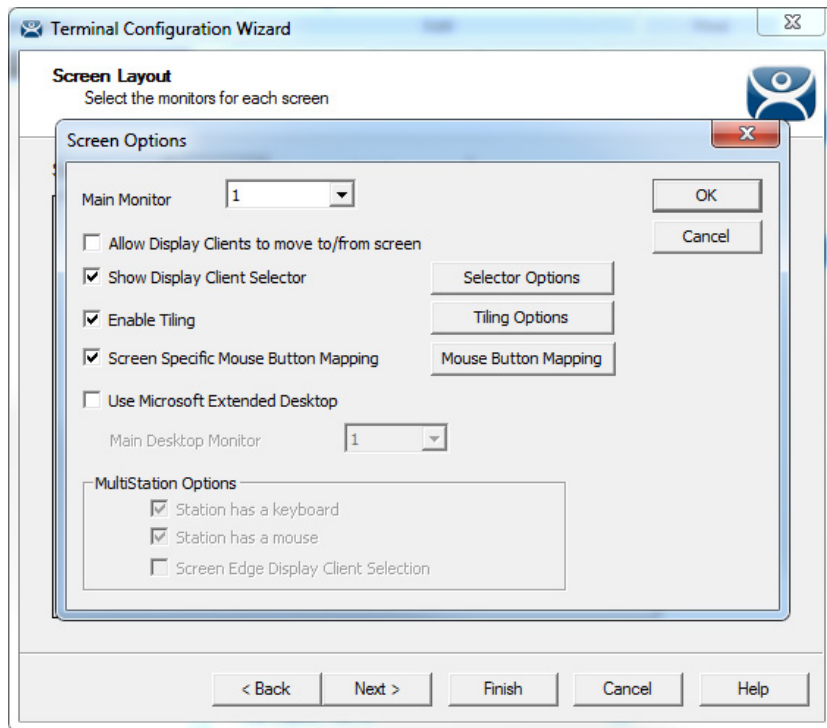 Terminal Configuration Wizard
Screen Layout
Select the monitors for each screen
Screen Options
Main Monitor 1 OK
Allow Display Clients to move to/from screen Cancel
Show Display Client Selector Selector Options
Enable Tiling Tiling Options
Screen Specific Mouse Button Mapping Mouse Button Mapping
Use Microsoft Extended Desktop
Main Desktop Monitor 1
MultiStation Options
Station has a keyboard
Station has a mouse
Screen Edge Display Client Selection
< Back Next > Finish Cancel Help